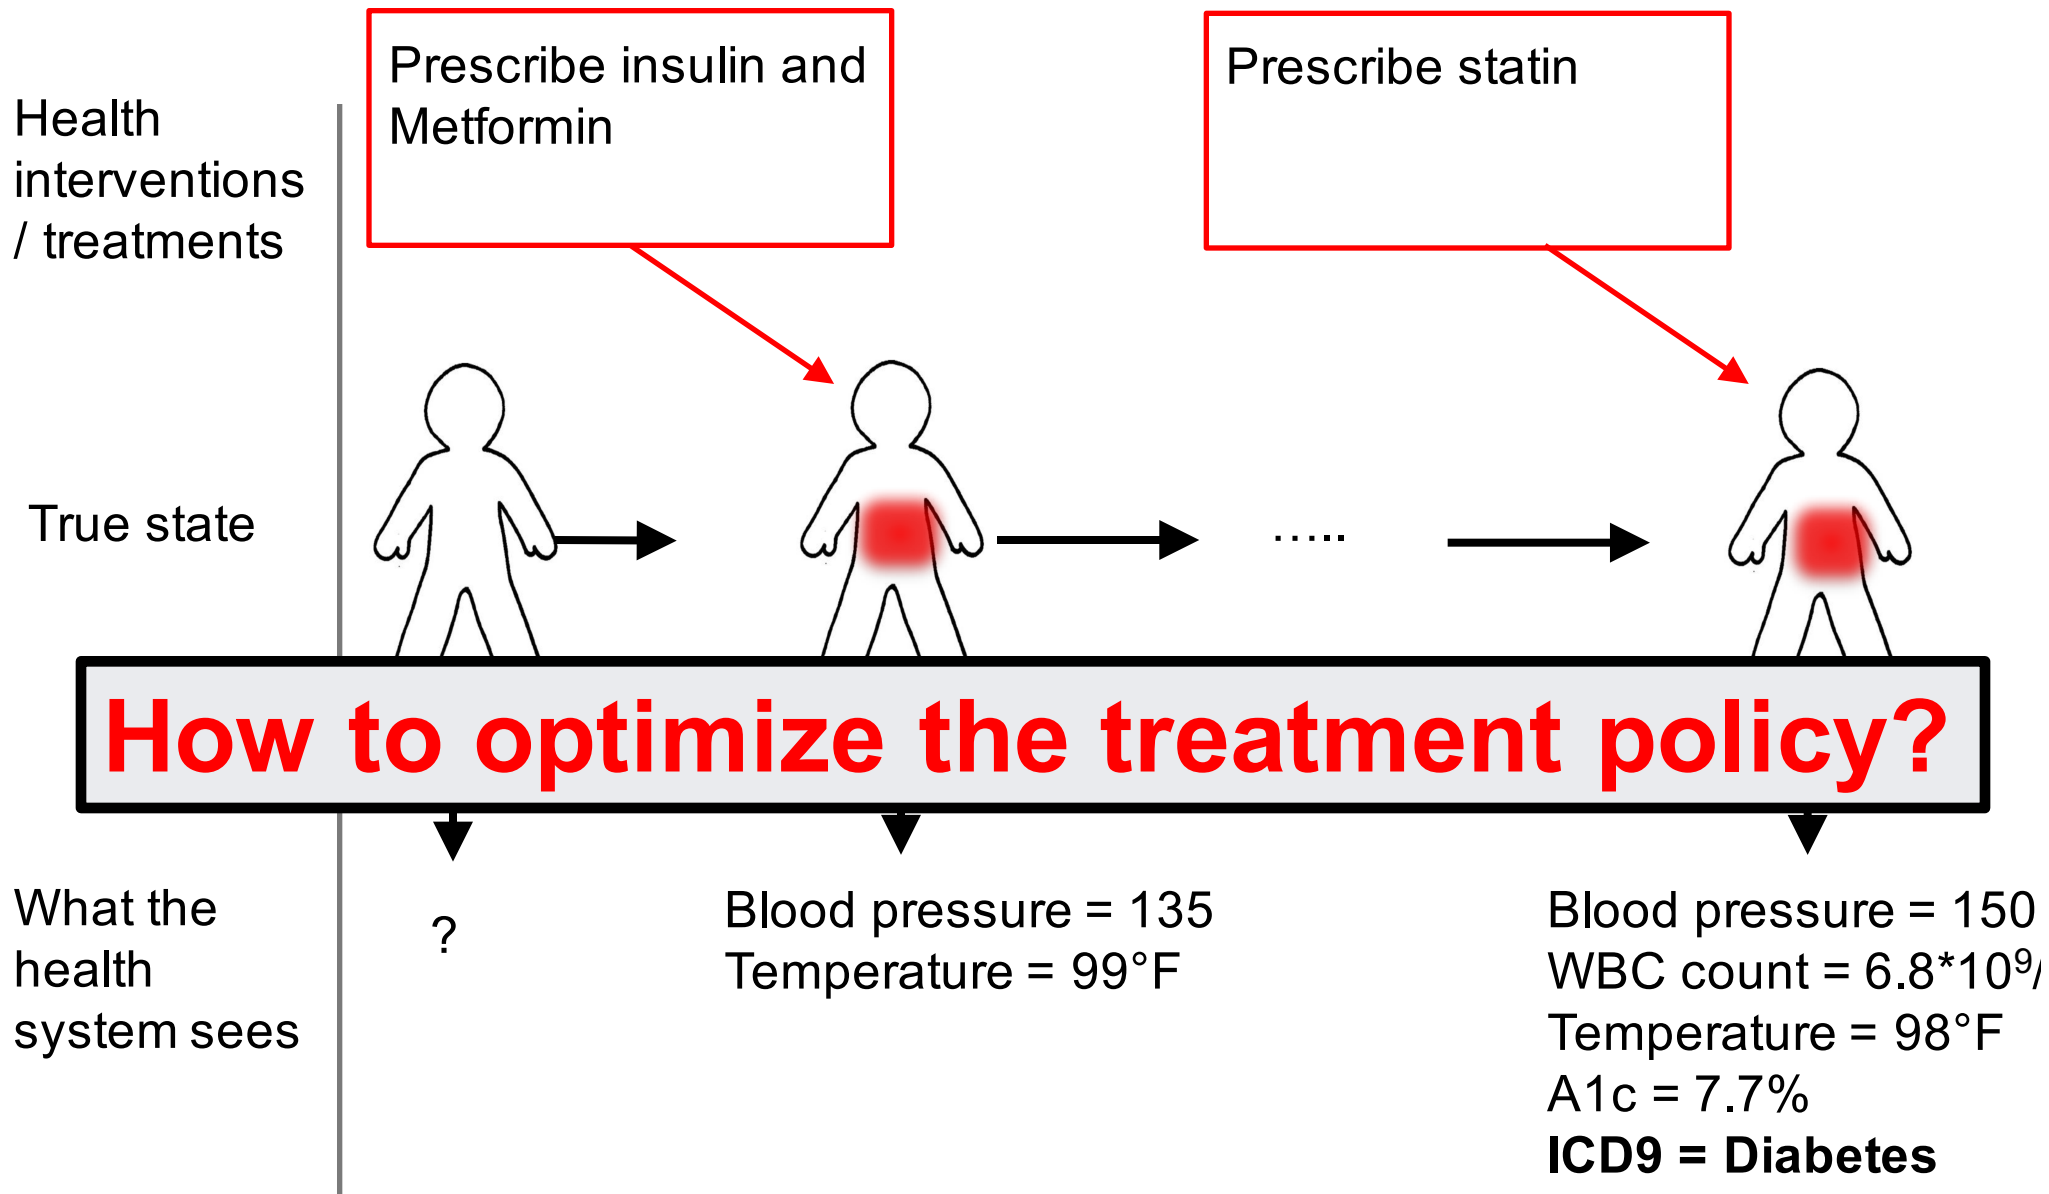 Prescribe insulin and
Metformin
Prescribe statin
Health
interventions
/ treatments
True state
.....
How to optimize the treatment policy?
What the
health
system sees
?
Blood pressure = 135
Temperature = 99°F
Blood pressure = 150
WBC count = 6.8*10⁹/
Temperature = 98°F
A1c = 7.7%
ICD9 = Diabetes